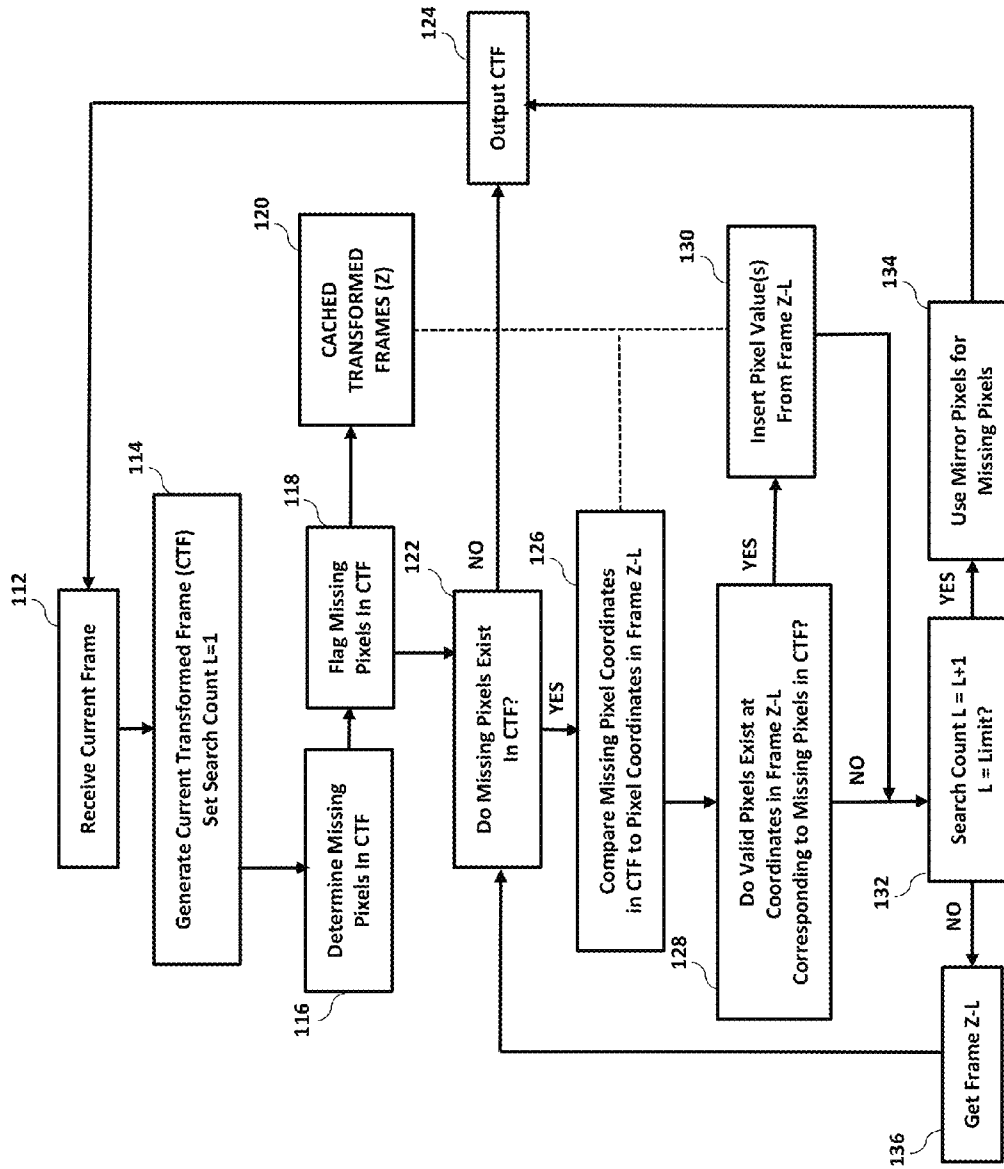 112
Receive Current Frame
114
Generate Current Transformed Frame (CTF)
Set Search Count L=1
116
Determine Missing
Pixels In CTF
118
Flag Missing
Pixels In CTF
120
CACHED
TRANSFORMED
FRAMES (Z)
122
Do Missing Pixels Exist
In CTF?
NO
YES
124
Output CTF
126
Compare Missing Pixel Coordinates
in CTF to Pixel Coordinates in Frame Z-L
128
Do Valid Pixels Exist at
Coordinates in Frame Z-L
Corresponding to Missing Pixels in CTF?
YES
NO
130
Insert Pixel Value(s)
From Frame Z-L
132
Search Count L = L+1
L = Limit?
YES
NO
134
Use Mirror Pixels for
Missing Pixels
136
Get Frame Z-L